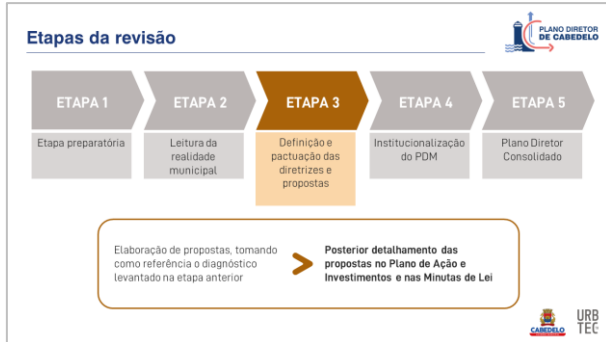 Etapas da revisão
PLANO DIRETOR
DE CABEDELO
ETAPA 1
ETAPA 2
ETAPA 3
ETAPA 4
ETAPA 5
Etapa preparatória
Leitura da
realidade
municipal
Definição e
pactuação das
diretrizes e
propostas
Institucionalização
do PDM
Plano Diretor
Consolidado
Elaboração de propostas, tomando
como referência o diagnóstico
levantado na etapa anterior
Posterior detalhamento das
propostas no Plano de Ação e
Investimentos e nas Minutas de Lei
CABEDELO
URB
TEC